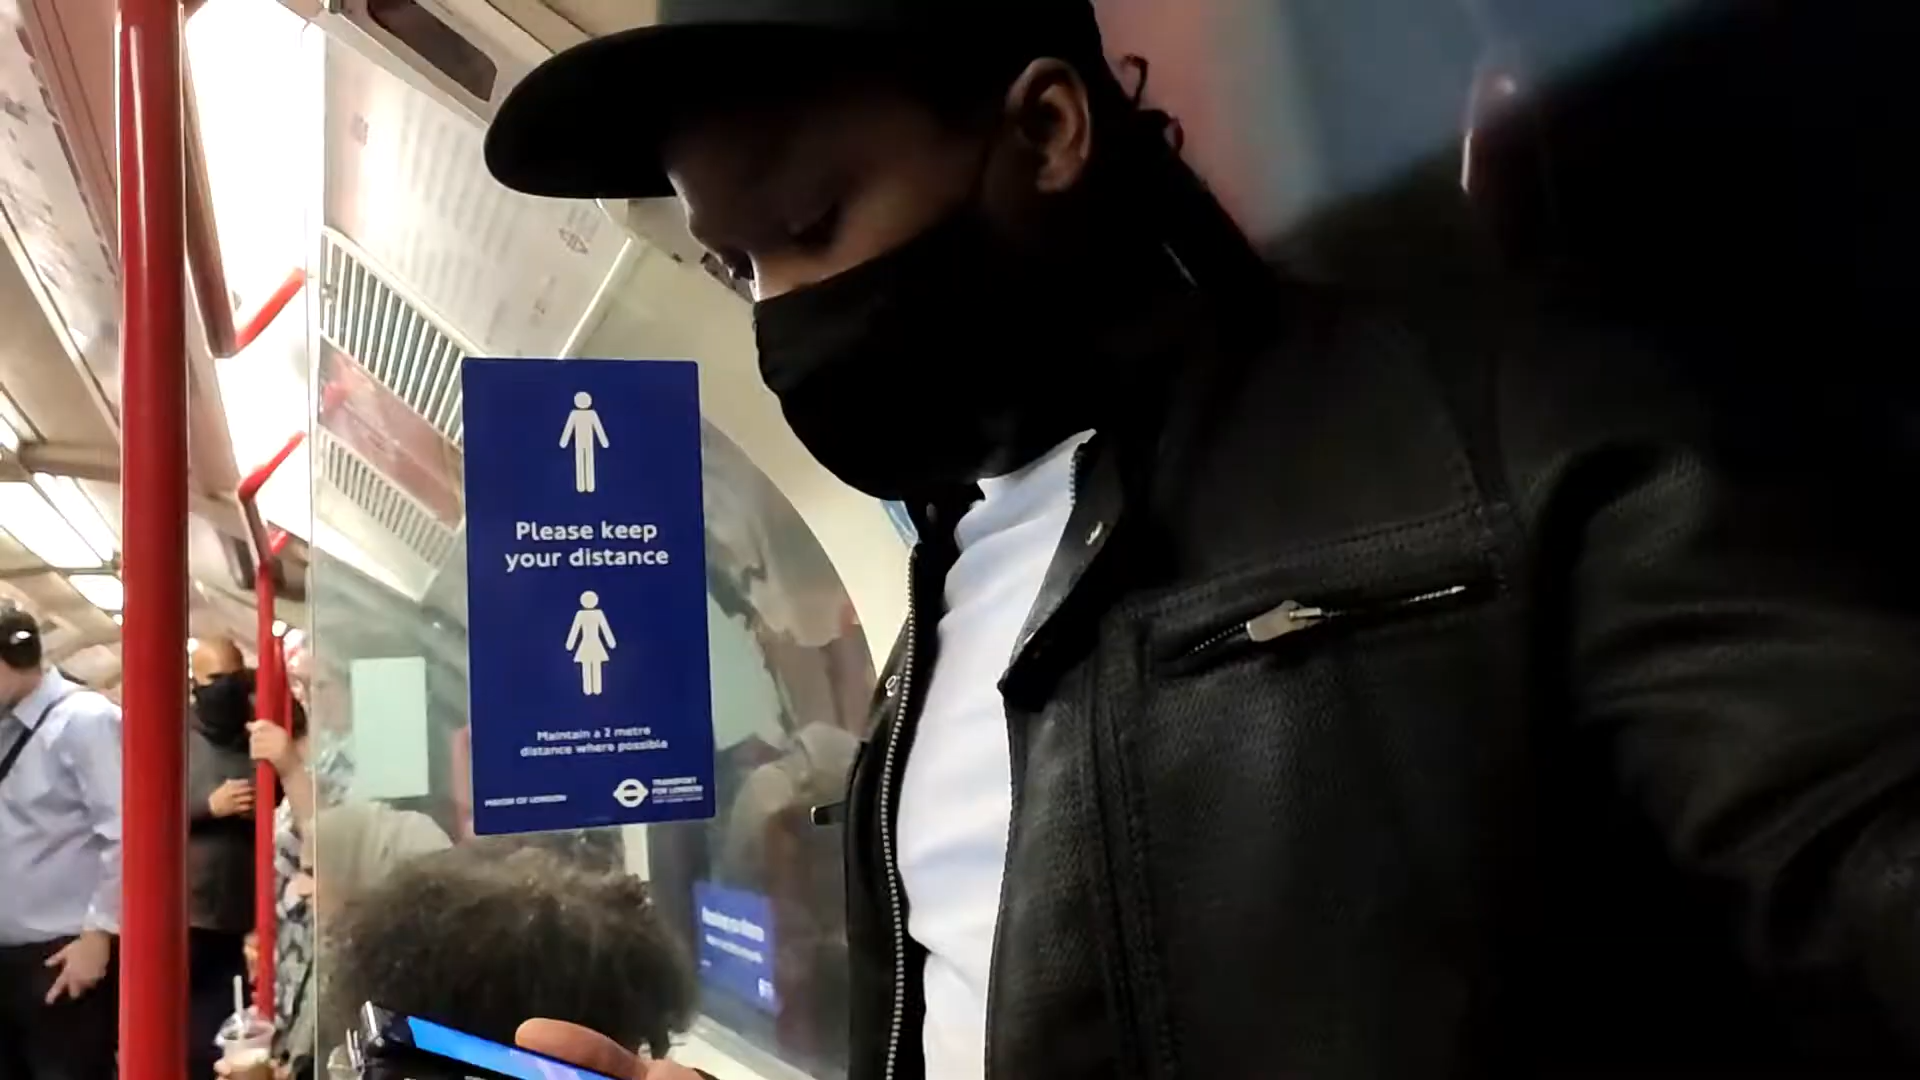 Please keep
your distance
Maintain a 2 metre
distance where possible
MAYOR OF LONDON
TRANSPORT
FOR LONDON